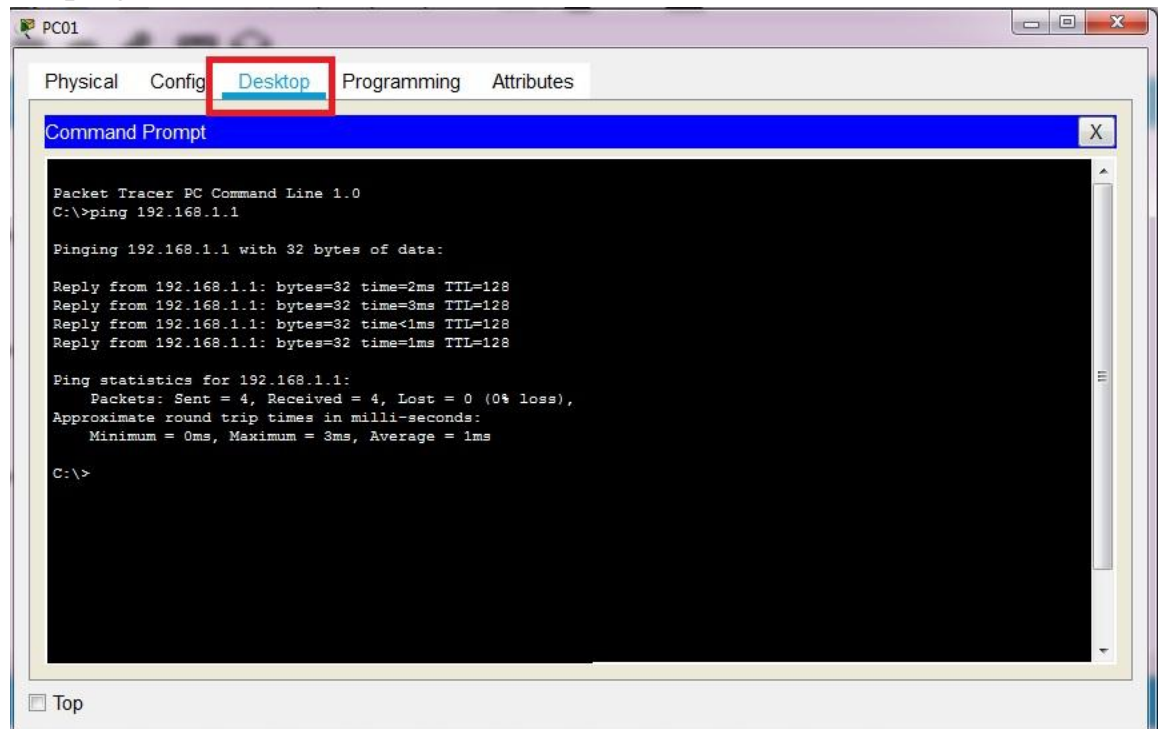 PC01
Physical Config Desktop Programming Attributes
Command Prompt
X
Packet Tracer PC Command Line 1.0
C:\>ping 192.168.1.1
Pinging 192.168.1.1 with 32 bytes of data:
Reply from 192.168.1.1: bytes=32 time=2ms TTL=128
Reply from 192.168.1.1: bytes=32 time=3ms TTL=128
Reply from 192.168.1.1: bytes=32 time<1ms TTL=128
Reply from 192.168.1.1: bytes=32 time=1ms TTL=128
Ping statistics for 192.168.1.1:
Packets: Sent = 4, Received = 4, Lost = 0 (0% loss),
Approximate round trip times in milli-seconds:
Minimum = 0ms, Maximum = 3ms, Average = 1ms
C:\>
Top